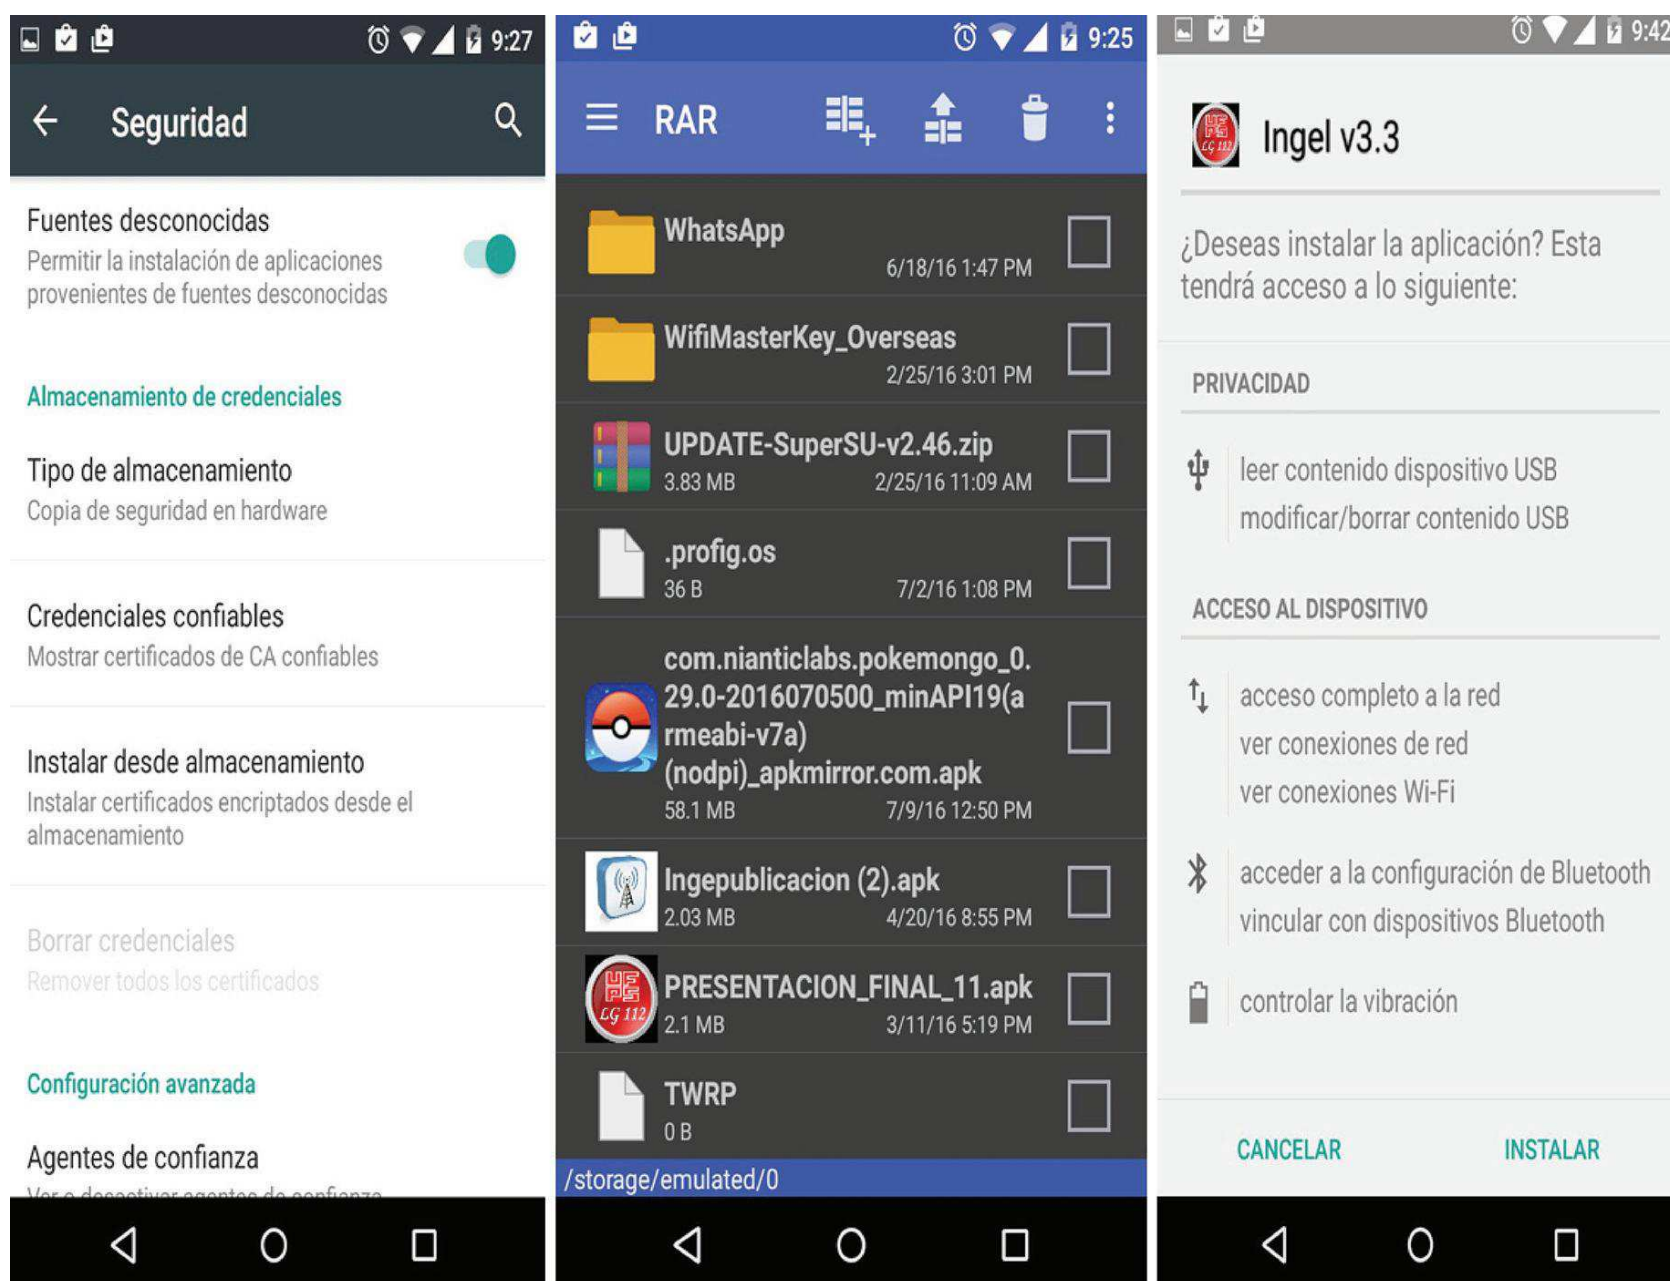 9:27
Seguridad
Fuentes desconocidas
Permitir la instalación de aplicaciones
provenientes de fuentes desconocidas
Almacenamiento de credenciales
Tipo de almacenamiento
Copia de seguridad en hardware
Credenciales confiables
Mostrar certificados de CA confiables
Instalar desde almacenamiento
Instalar certificados encriptados desde el
almacenamiento
Borrar credenciales
Remover todos los certificados
Configuración avanzada
Agentes de confianza
Ver o desactivar agentes de confianza
9:25
RAR
WhatsApp
6/18/16 1:47 PM
WifiMasterKey_Overseas
2/25/16 3:01 PM
UPDATE-SuperSU-v2.46.zip
3.83 MB 2/25/16 11:09 AM
.profig.os
36 B 7/2/16 1:08 PM
com.nianticlabs.pokemongo_0.
29.0-2016070500_minAPI19(a
rmeabi-v7a)
(nodpi)_apkmirror.com.apk
58.1 MB 7/9/16 12:50 PM
Ingepublicacion (2).apk
2.03 MB 4/20/16 8:55 PM
UEPS
LG 112
PRESENTACION_FINAL_11.apk
2.1 MB 3/11/16 5:19 PM
TWRP
0 B
/storage/emulated/0
9:42
LG 112
Ingel v3.3
¿Deseas instalar la aplicación? Esta
tendrá acceso a lo siguiente:
PRIVACIDAD
leer contenido dispositivo USB
modificar/borrar contenido USB
ACCESO AL DISPOSITIVO
acceso completo a la red
ver conexiones de red
ver conexiones Wi-Fi
acceder a la configuración de Bluetooth
vincular con dispositivos Bluetooth
controlar la vibración
CANCELAR INSTALAR